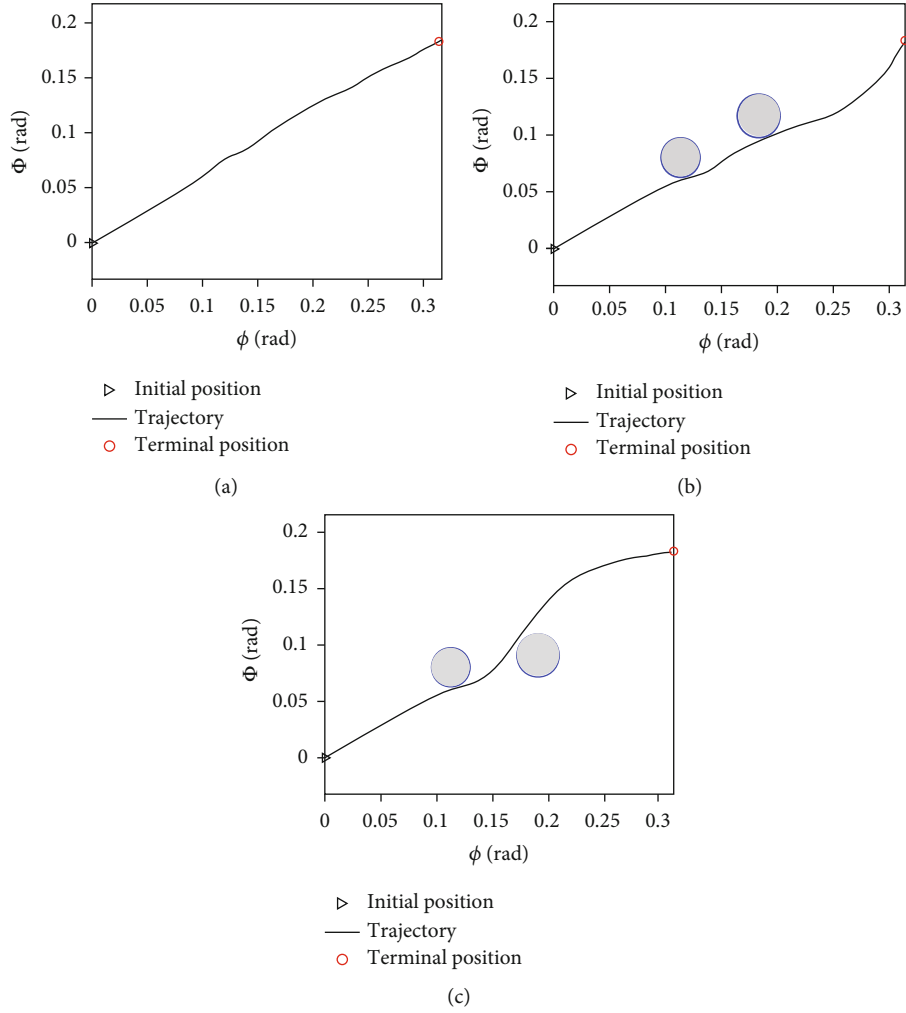 0.2
0.15
0.1
0.05
0
Φ (rad)
0 0.05 0.1 0.15 0.2 0.25 0.3
ϕ (rad)
Initial position
Trajectory
Terminal position
(a)
0.2
0.15
0.1
0.05
0
Φ (rad)
0 0.05 0.1 0.15 0.2 0.25 0.3
ϕ (rad)
Initial position
Trajectory
Terminal position
(b)
0.2
0.15
0.1
0.05
0
Φ (rad)
0 0.05 0.1 0.15 0.2 0.25 0.3
ϕ (rad)
Initial position
Trajectory
Terminal position
(c)